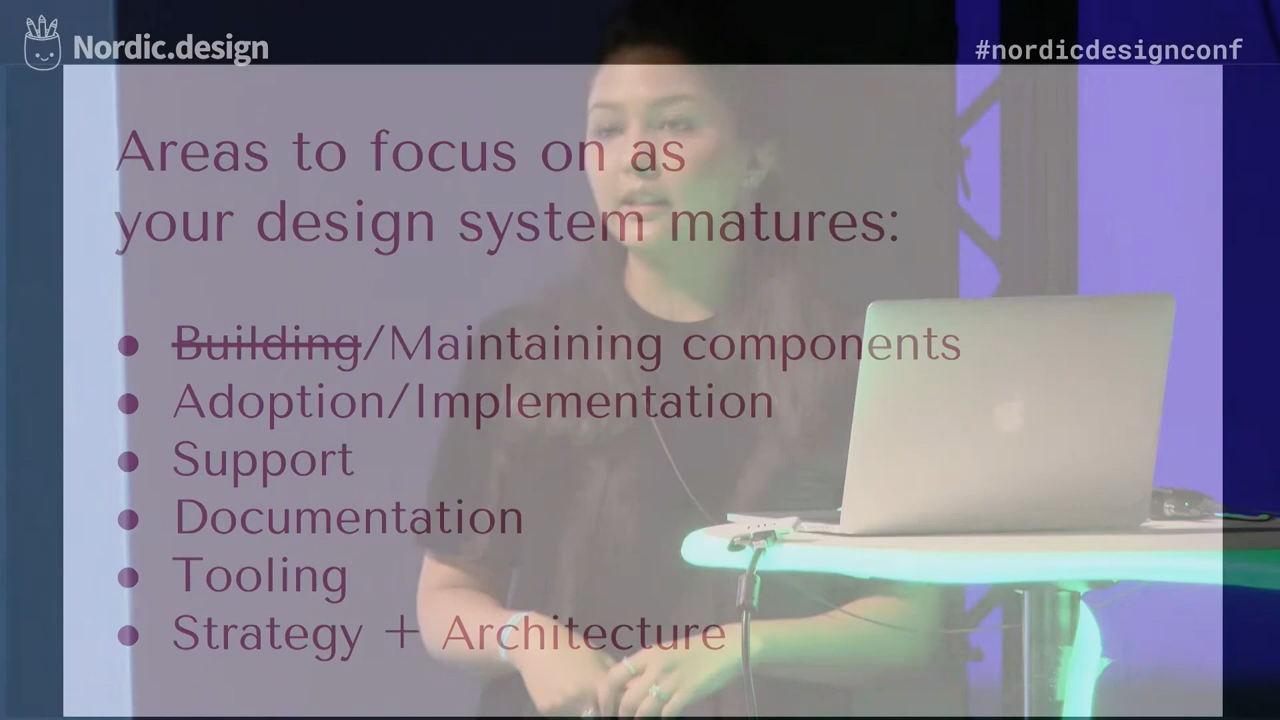 Nordic.design
#nordicdesignconf
Areas to focus on as
your design system matures:
● Building/Maintaining components
● Adoption/Implementation
● Support
● Documentation
● Tooling
● Strategy + Architecture